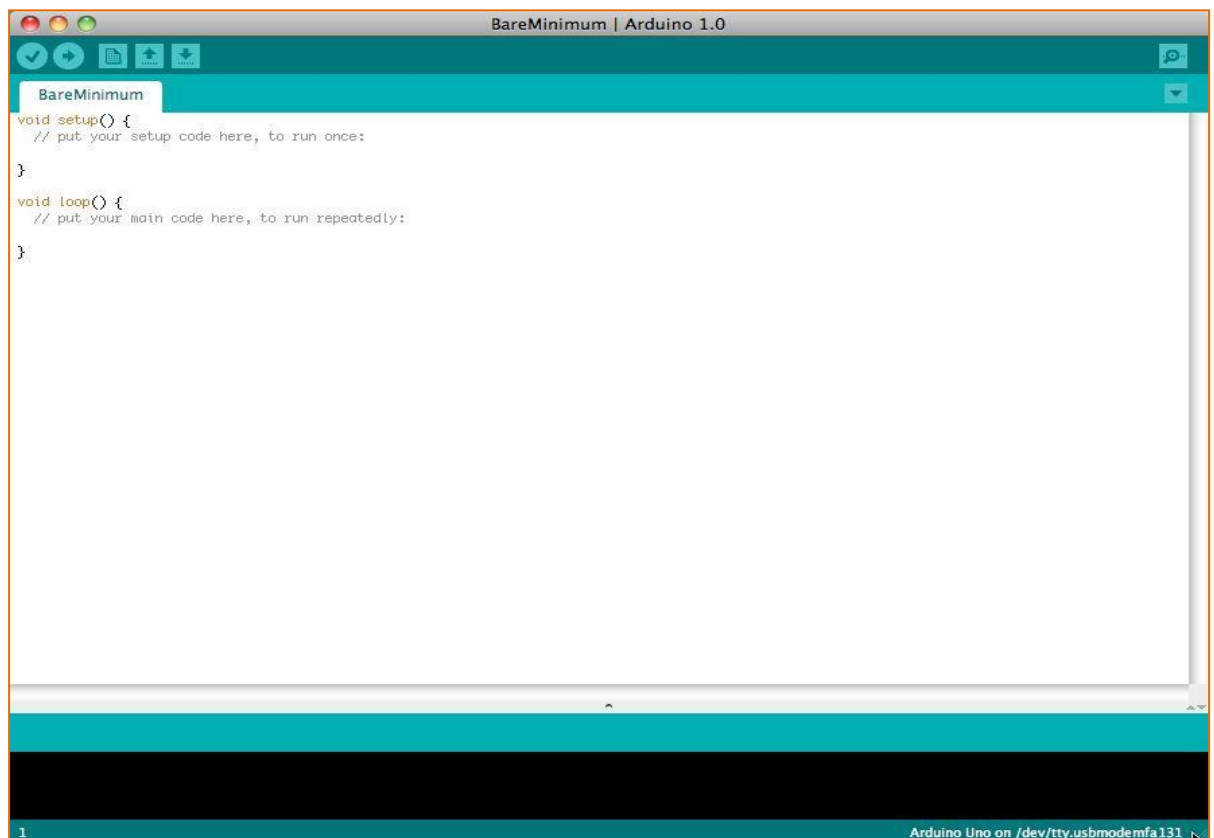 BareMinimum | Arduino 1.0
BareMinimum
void setup() {
  // put your setup code here, to run once:
}
void loop() {
  // put your main code here, to run repeatedly:
}
1
Arduino Uno on /dev/tty.usbmodemfa131